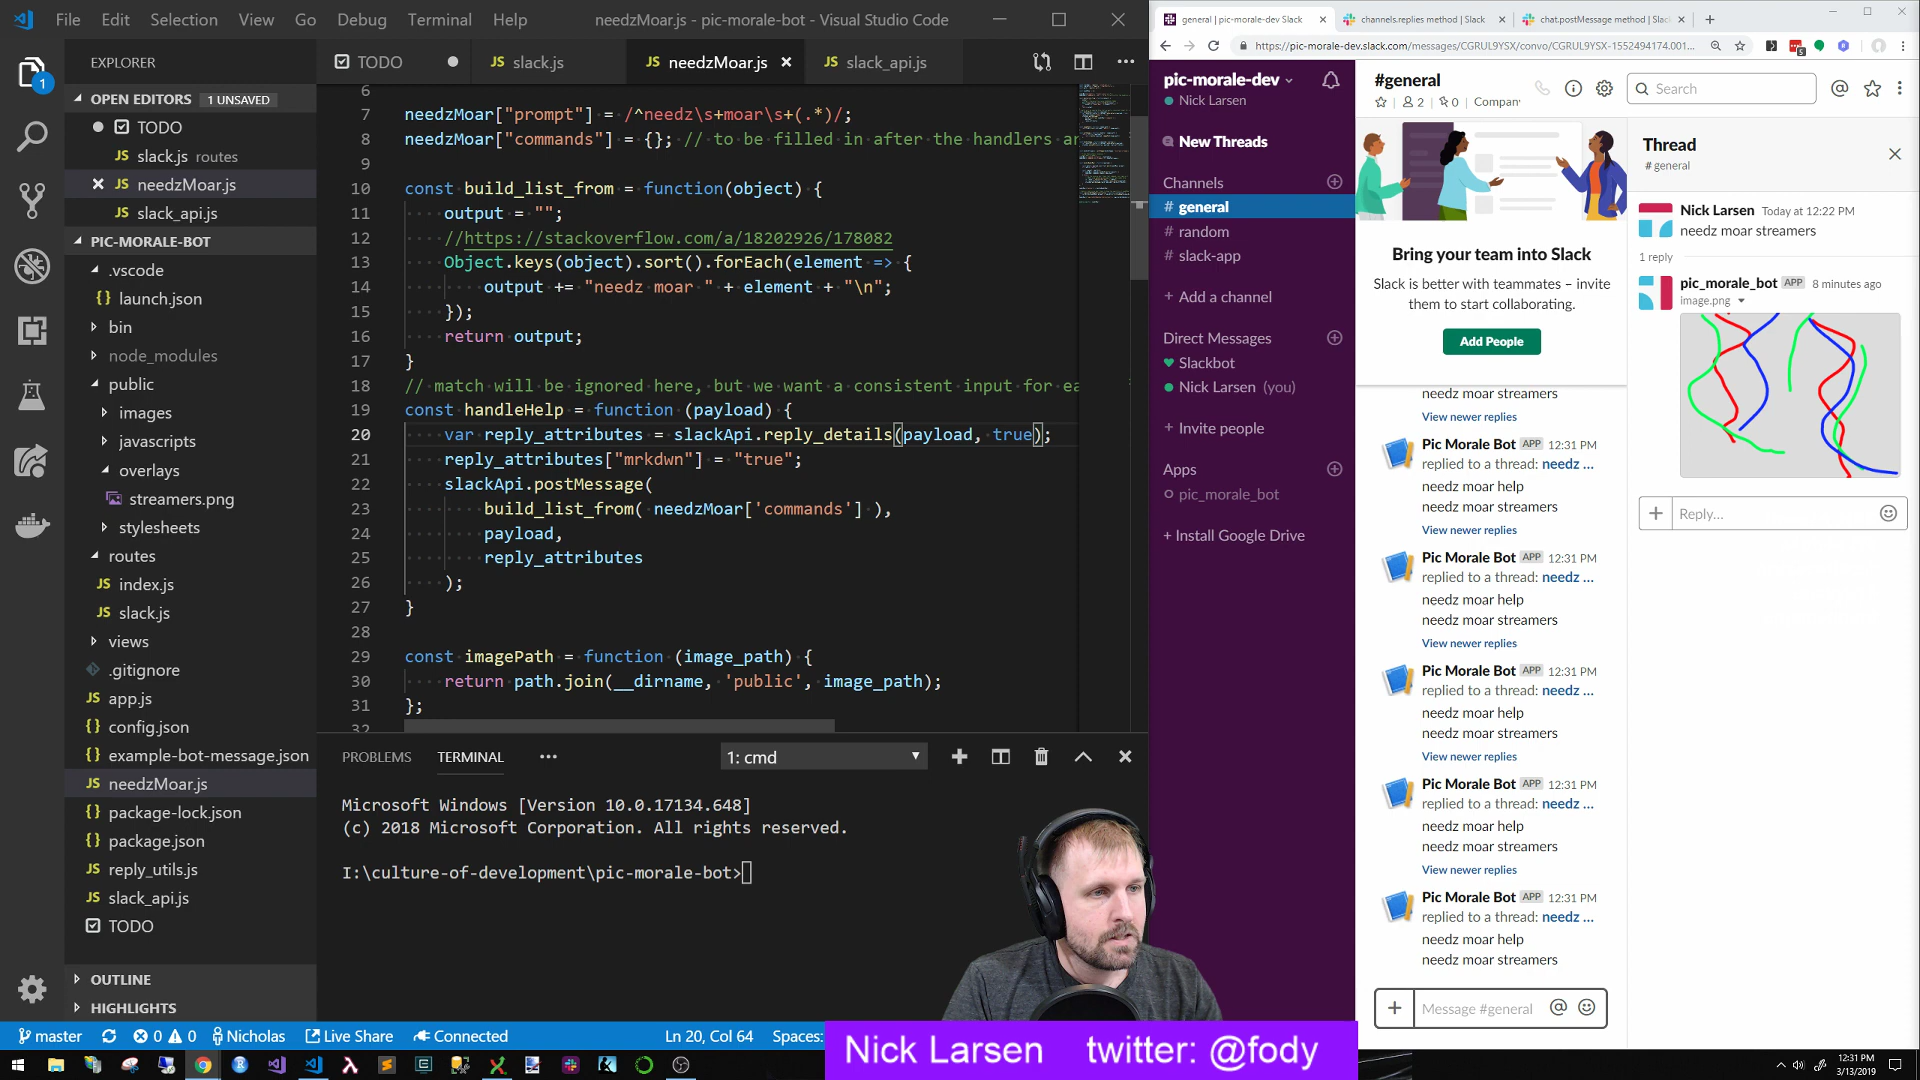 File Edit Selection View Go Debug Terminal Help
needzMoar.js - pic-morale-bot - Visual Studio Code
EXPLORER
OPEN EDITORS 1 UNSAVED
TODO
slack.js routes
needzMoar.js
slack_api.js
PIC-MORALE-BOT
.vscode
launch.json
bin
node_modules
public
images
javascripts
overlays
streamers.png
stylesheets
routes
index.js
slack.js
views
.gitignore
app.js
config.json
example-bot-message.json
needzMoar.js
package-lock.json
package.json
reply_utils.js
slack_api.js
TODO
OUTLINE
HIGHLIGHTS
TODO
slack.js
needzMoar.js
slack_api.js
6
7 needzMoar["prompt"] = /^needz\s+moar\s+(.*)/;
8 needzMoar["commands"] = {}; // to be filled in after the handlers ar
9
10 const build_list_from = function(object) {
11 output = "";
12 //https://stackoverflow.com/a/18202926/178082
13 Object.keys(object).sort().forEach(element => {
14 output += "needz moar " + element + "\n";
15 });
16 return output;
17 }
18 // match will be ignored here, but we want a consistent input for ea
19 const handleHelp = function (payload) {
20 var reply_attributes = slackApi.reply_details(payload, true);
21 reply_attributes["mrkdwn"] = "true";
22 slackApi.postMessage(
23 build_list_from( needzMoar['commands'] ),
24 payload,
25 reply_attributes
26 );
27 }
28
29 const imagePath = function (image_path) {
30 return path.join(__dirname, 'public', image_path);
31 };
32
PROBLEMS TERMINAL ••• 1: cmd
Microsoft Windows [Version 10.0.17134.648]
(c) 2018 Microsoft Corporation. All rights reserved.
I:\culture-of-development\pic-morale-bot>
master 0 0 Nicholas Live Share Connected Ln 20, Col 64 Spaces:
Nick Larsen twitter: @fody
general | pic-morale-dev Slack
channels.replies method | Slack
chat.postMessage method | Slac
https://pic-morale-dev.slack.com/messages/CGRUL9YSX/convo/CGRUL9YSX-1552494174.001...
pic-morale-dev
Nick Larsen
New Threads
Channels
# general
# random
# slack-app
+ Add a channel
Direct Messages
Slackbot
Nick Larsen (you)
+ Invite people
Apps
pic_morale_bot
+ Install Google Drive
#general
2 0 Compan
Search
Bring your team into Slack
Slack is better with teammates – invite
them to start collaborating.
Add People
needz moar streamers
View newer replies
Pic Morale Bot APP 12:31 PM
replied to a thread: needz ...
needz moar help
needz moar streamers
View newer replies
Pic Morale Bot APP 12:31 PM
replied to a thread: needz ...
needz moar help
needz moar streamers
View newer replies
Pic Morale Bot APP 12:31 PM
replied to a thread: needz ...
needz moar help
needz moar streamers
View newer replies
Pic Morale Bot APP 12:31 PM
replied to a thread: needz ...
needz moar help
needz moar streamers
View newer replies
Pic Morale Bot APP 12:31 PM
replied to a thread: needz ...
needz moar help
needz moar streamers
Message #general
Thread
# general
Nick Larsen Today at 12:22 PM
needz moar streamers
1 reply
pic_morale_bot APP 8 minutes ago
image.png
Reply...
12:31 PM
3/13/2019